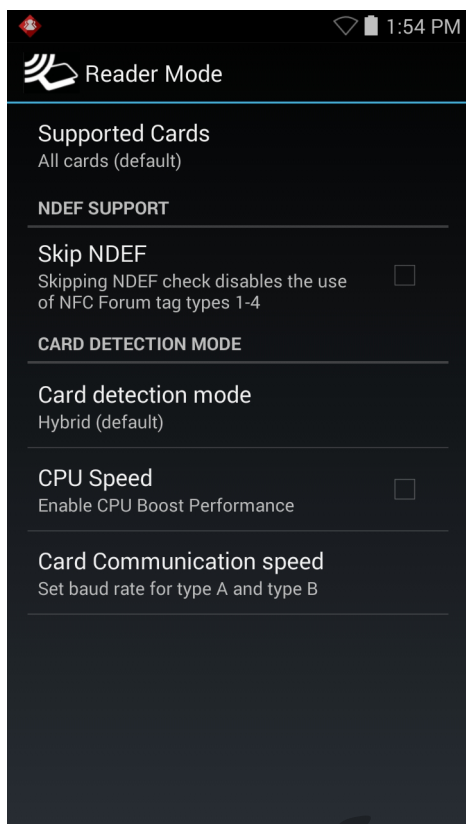 1:54 PM
Reader Mode
Supported Cards
All cards (default)
NDEF SUPPORT
Skip NDEF
Skipping NDEF check disables the use
of NFC Forum tag types 1-4
CARD DETECTION MODE
Card detection mode
Hybrid (default)
CPU Speed
Enable CPU Boost Performance
Card Communication speed
Set baud rate for type A and type B